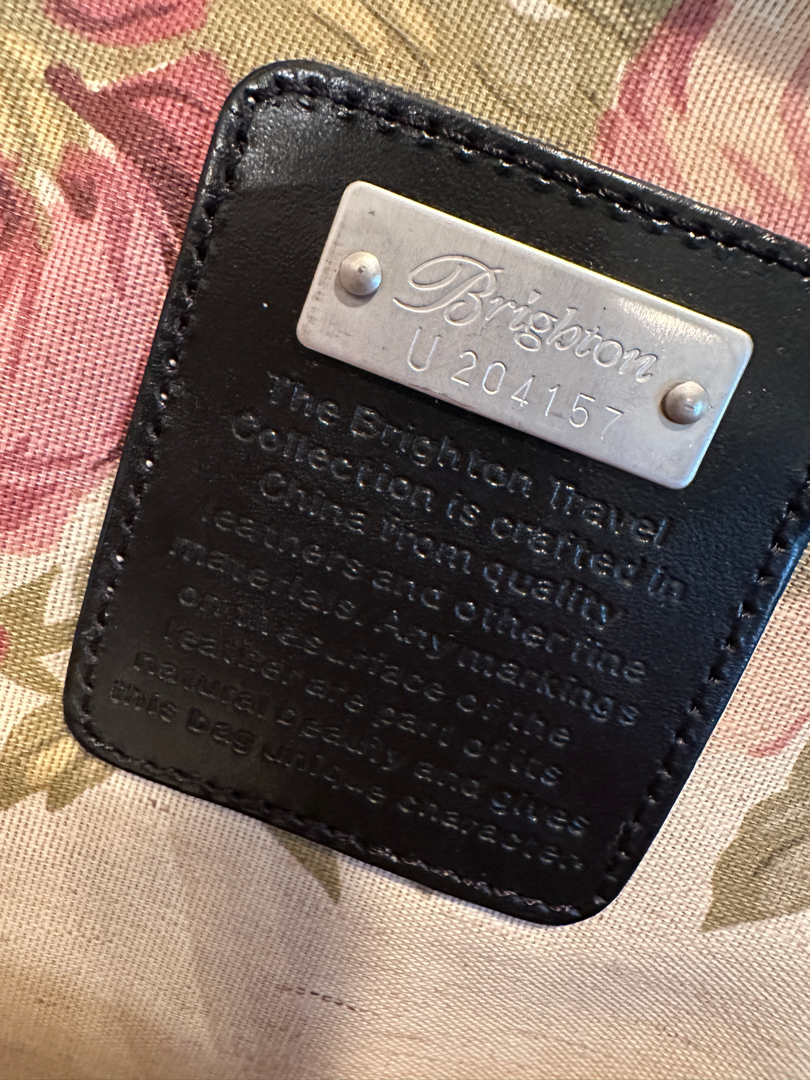 Brighton
U 204157
The Brighton Travel
Collection is crafted in
China from quality
leathers and other fine
materials. Any markings
on the surface of the
leather are part of its
natural beauty and gives
this bag unique character.